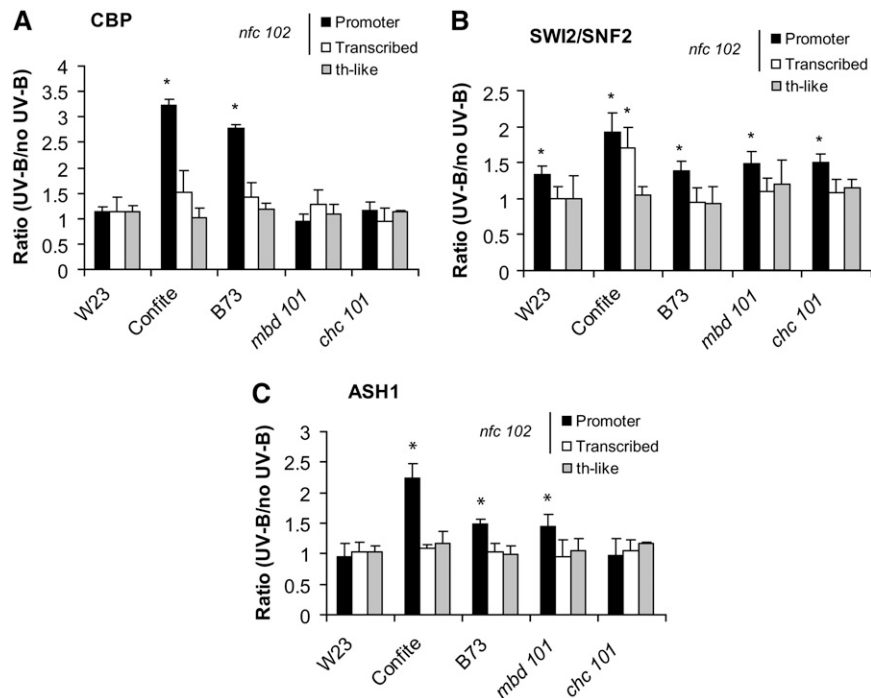 A
CBP
nfc 102
Promoter
Transcribed
th-like
Ratio (UV-B/no UV-B)
4
3.5
3
2.5
2
1.5
1
0.5
0
*
*
W23
Confite
B73
mbd 101
chc 101
B
SWI2/SNF2
nfc 102
Promoter
Transcribed
th-like
Ratio (UV-B/no UV-B)
2.5
2
1.5
1
0.5
0
*
* *
*
*
*
W23
Confite
B73
mbd 101
chc 101
C
ASH1
nfc 102
Promoter
Transcribed
th-like
Ratio (UV-B/no UV-B)
3
2.5
2
1.5
1
0.5
0
*
*
*
W23
Confite
B73
mbd 101
chc 101